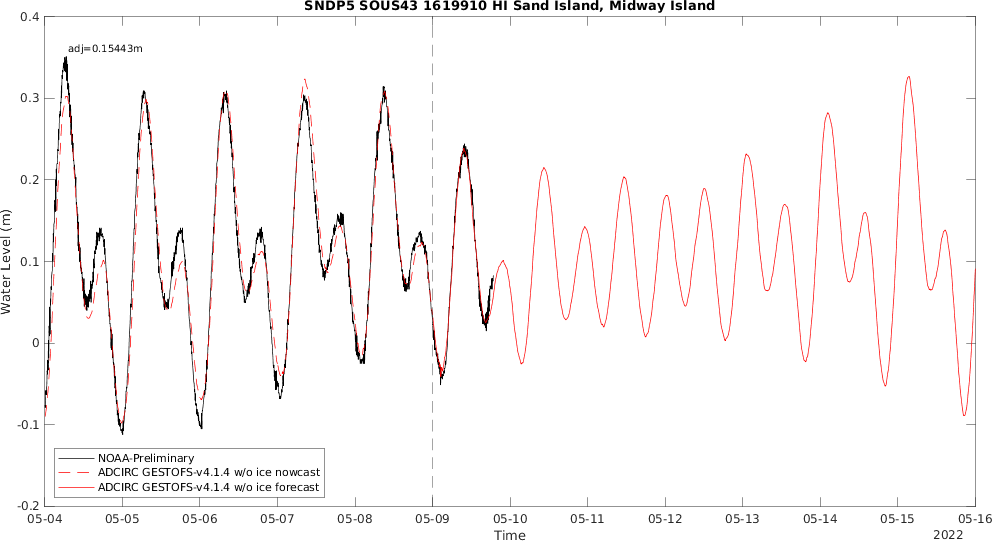 SNDP5 SOUS43 1619910 HI Sand Island, Midway Island
adj=0.15443m
Water Level (m)
0.4
0.3
0.2
0.1
0
-0.1
-0.2
NOAA-Preliminary
ADCIRC GESTOFS-v4.1.4 w/o ice nowcast
ADCIRC GESTOFS-v4.1.4 w/o ice forecast
05-04 05-05 05-06 05-07 05-08 05-09 05-10 05-11 05-12 05-13 05-14 05-15 05-16
Time
2022